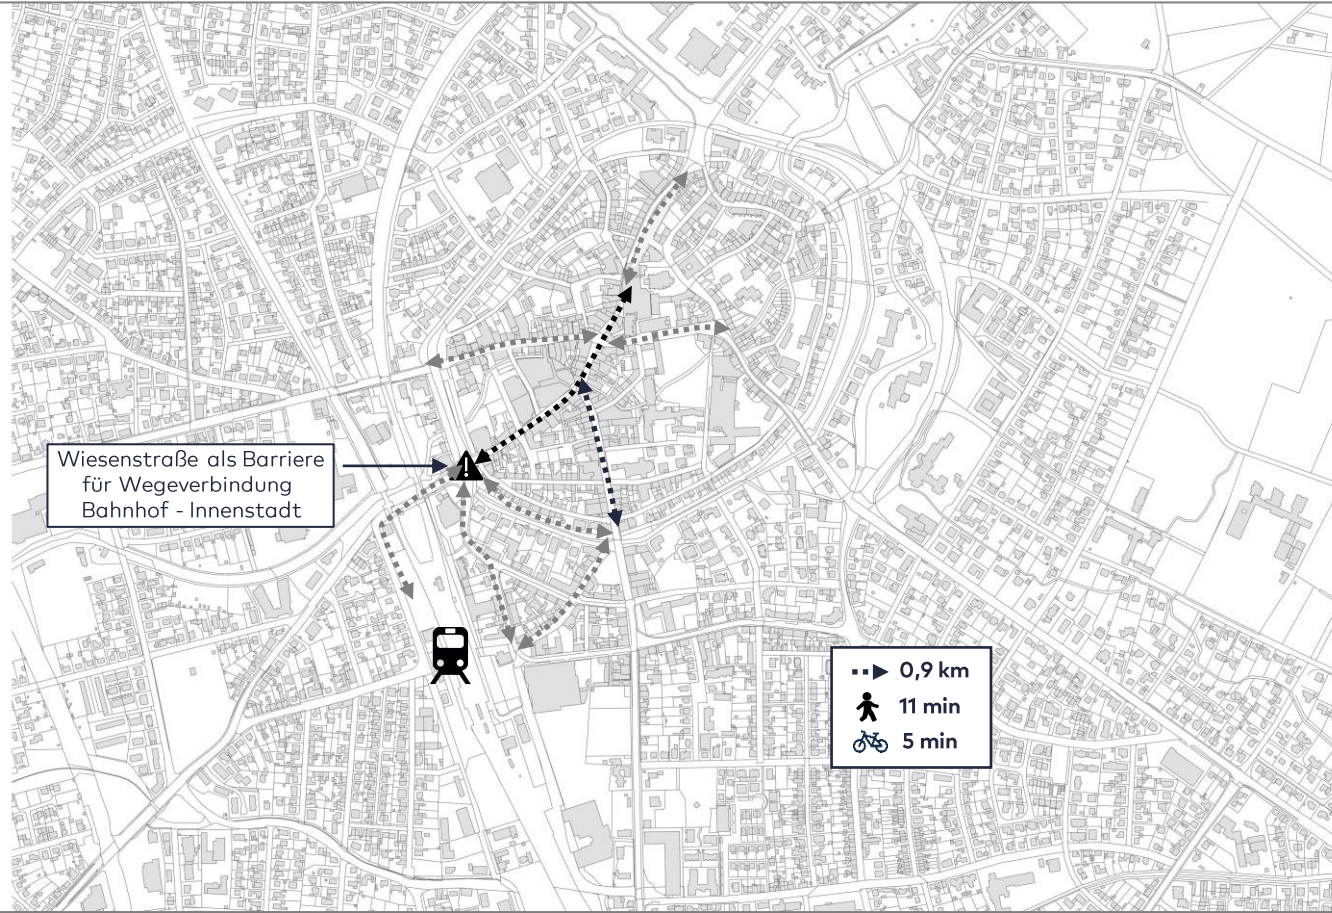 Wiesenstraße als Barriere
für Wegeverbindung
Bahnhof - Innenstadt
0,9 km
11 min
5 min